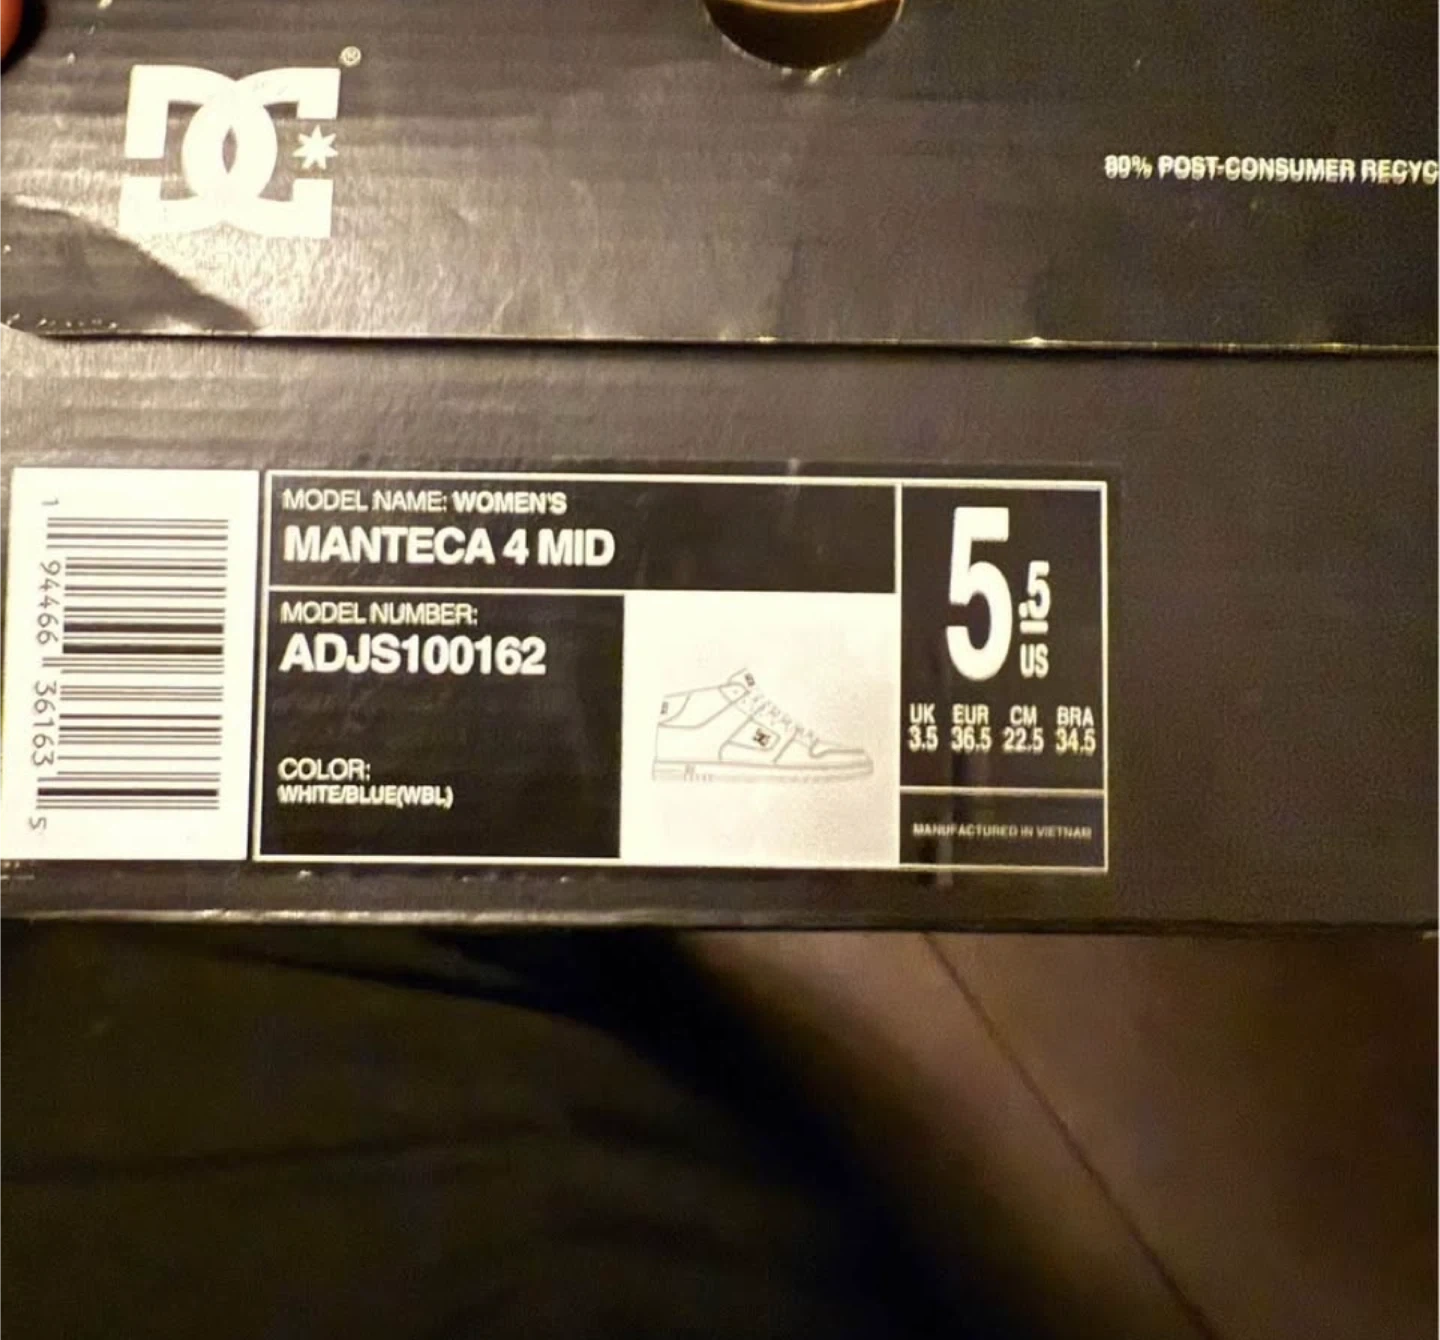 DC®
80% POST-CONSUMER RECYC
1 94466 36163 5
MODEL NAME: WOMEN'S
MANTECA 4 MID
MODEL NUMBER:
ADJS100162
COLOR:
WHITE/BLUE(WBL)
5.5
US
UK EUR CM BRA
3.5 36.5 22.5 34.5
MANUFACTURED IN VIETNAM